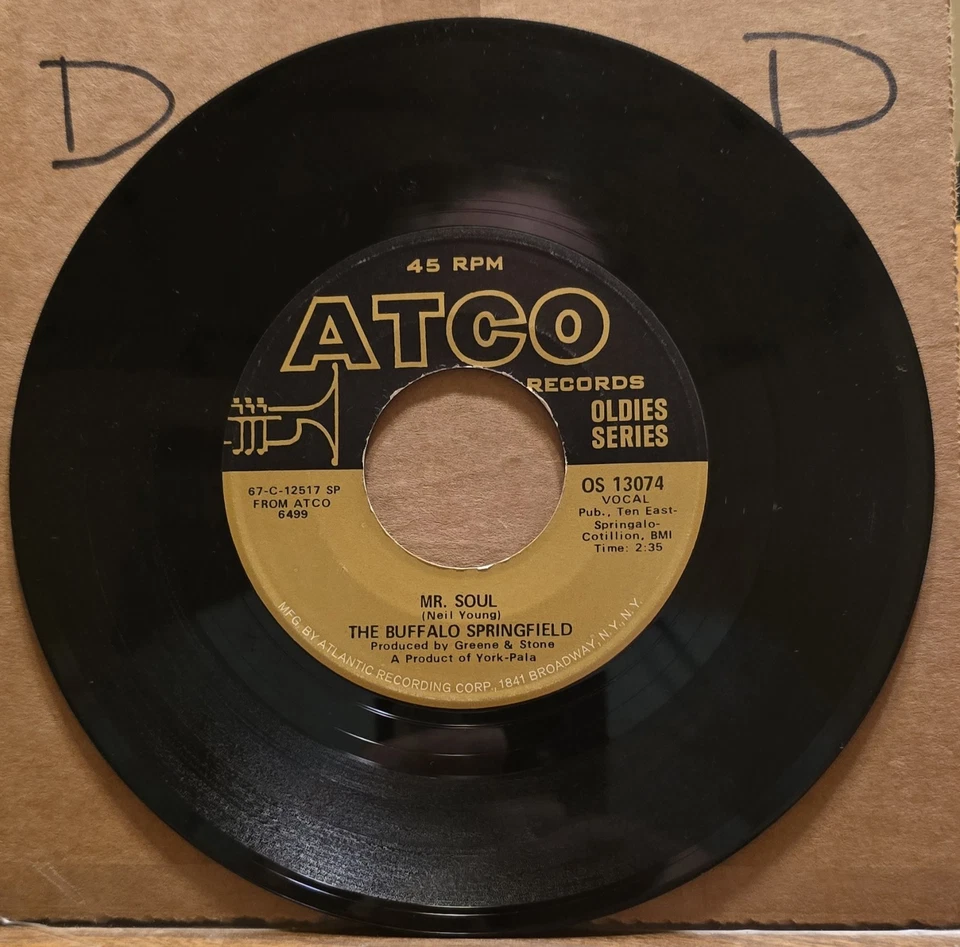 D
D
45 RPM
ATCO
RECORDS
OLDIES
SERIES
67-C-12517 SP
FROM ATCO
6499
OS 13074
VOCAL
Pub., Ten East-
Springalo-
Cotillion, BMI
Time: 2:35
MR. SOUL
(Neil Young)
THE BUFFALO SPRINGFIELD
Produced by Greene & Stone
A Product of York-Pala
MFG. BY ATLANTIC RECORDING CORP., 1841 BROADWAY, N.Y., N.Y.